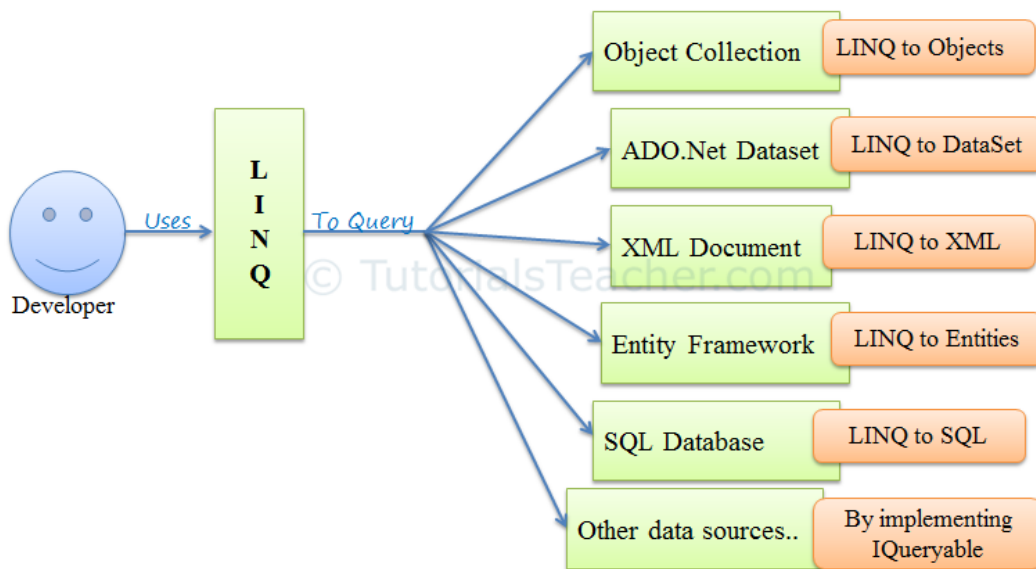 Object Collection
LINQ to Objects
ADO.Net Dataset
LINQ to DataSet
L
I
N
Q
Uses
To Query
XML Document
LINQ to XML
© TutorialsTeacher.com
Developer
Entity Framework
LINQ to Entities
SQL Database
LINQ to SQL
Other data sources..
By implementing
IQueryable